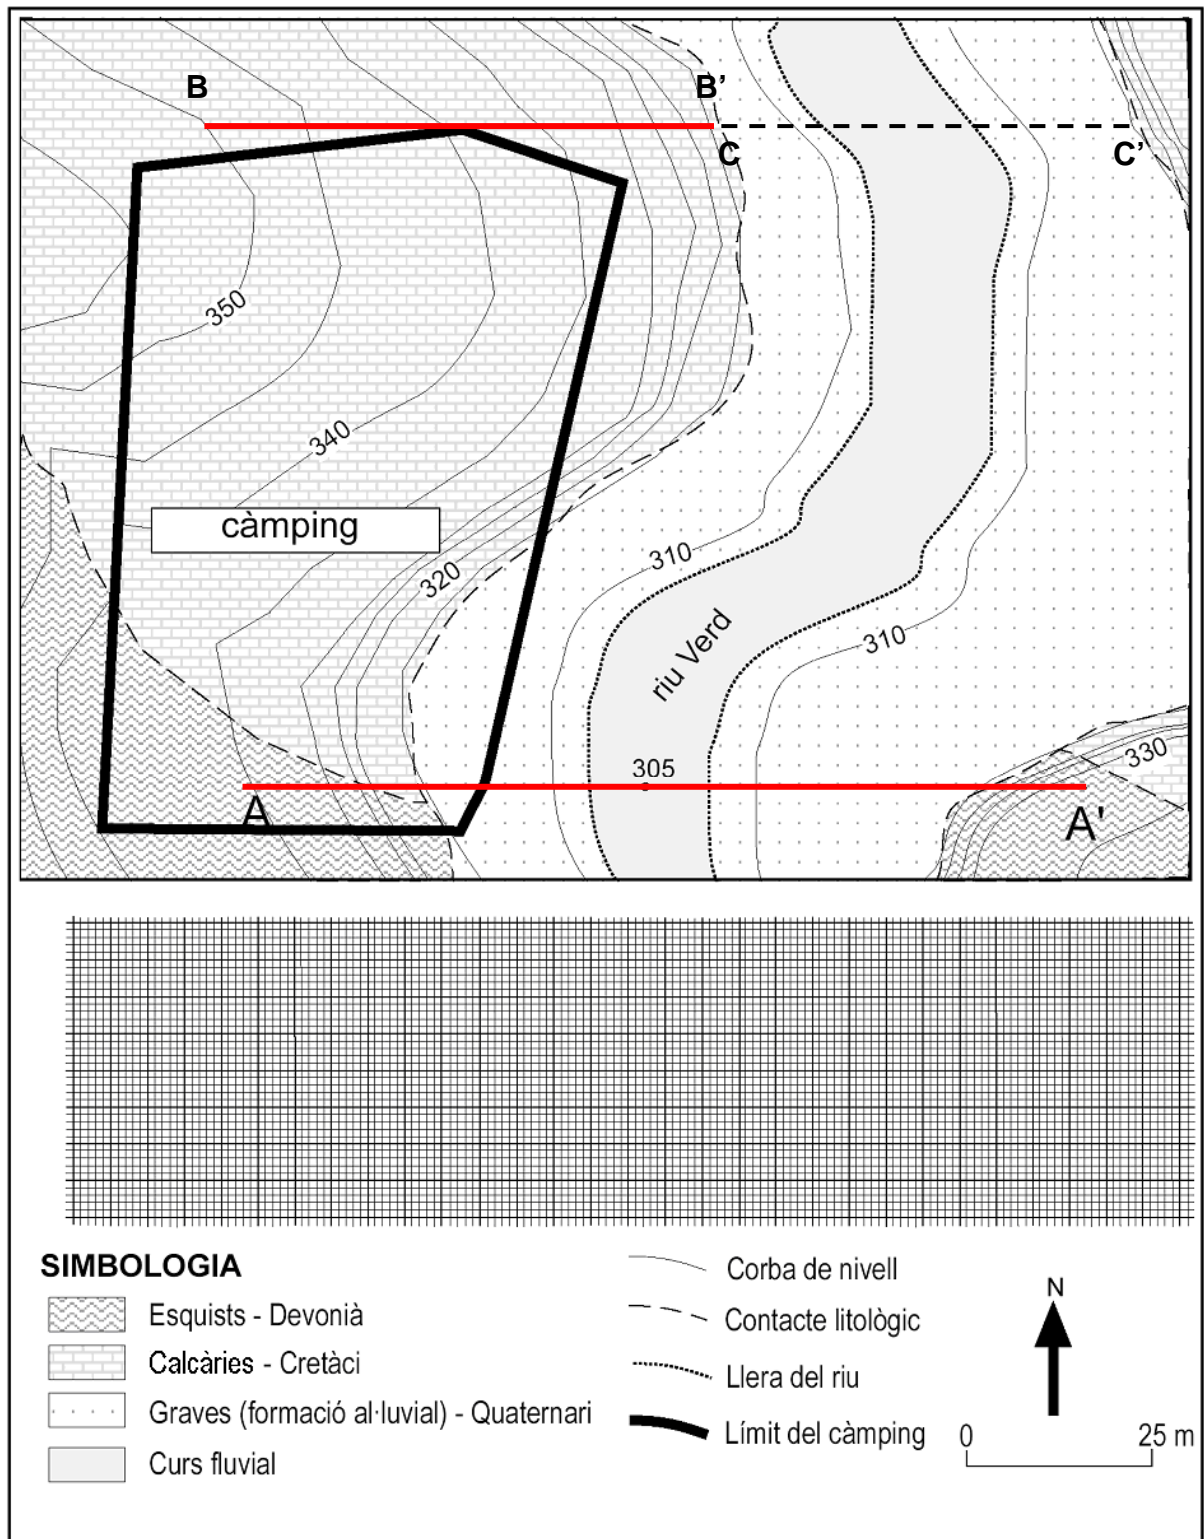 B
B’
C
C’
350
340
càmping
320
310
310
riu Verd
305
330
A
A'
SIMBOLOGIA
Esquists - Devonià
Calcàries - Cretàci
Graves (formació al·luvial) - Quaternari
Curs fluvial
Corba de nivell
Contacte litològic
Llera del riu
Límit del càmping
N
0
25 m